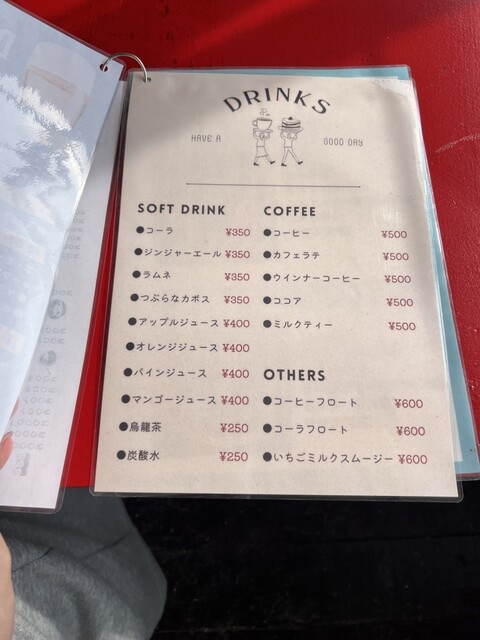 DRINKS
HAVE A GOOD DAY
SOFT DRINK
●コーラ ¥350
●ジンジャーエール ¥350
●ラムネ ¥350
●つぶらなカボス ¥350
●アップルジュース ¥400
●オレンジジュース ¥400
●パインジュース ¥400
●マンゴージュース ¥400
●烏龍茶 ¥250
●炭酸水 ¥250
COFFEE
●コーヒー ¥500
●カフェラテ ¥500
●ウインナーコーヒー ¥500
●ココア ¥500
●ミルクティー ¥500
OTHERS
●コーヒーフロート ¥600
●コーラフロート ¥600
●いちごミルクスムージー ¥600